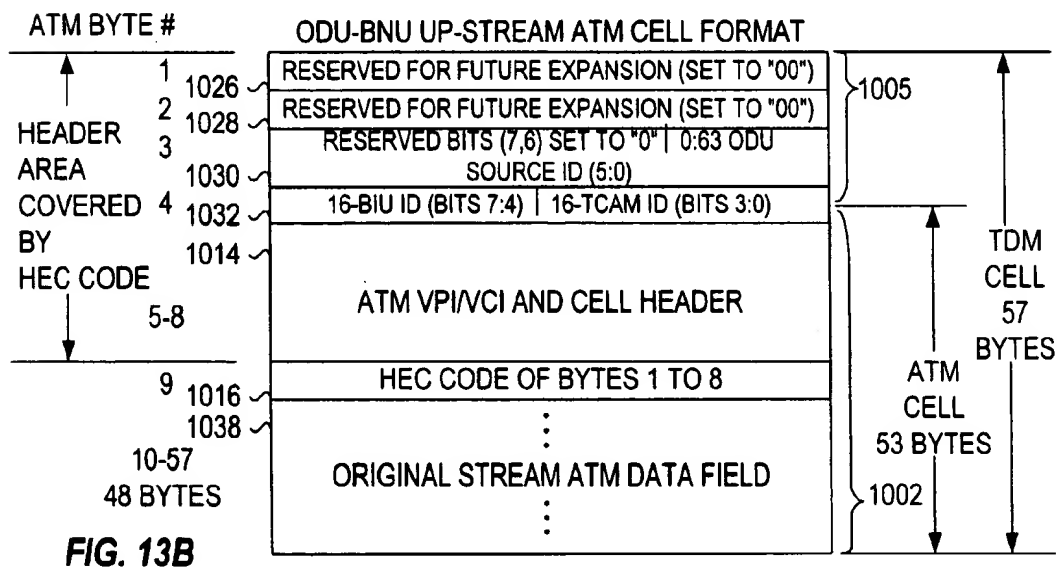 ATM BYTE #
ODU-BNU UP-STREAM ATM CELL FORMAT
HEADER
AREA
COVERED
BY
HEC CODE
1
1026
RESERVED FOR FUTURE EXPANSION (SET TO "00")
2
1028
RESERVED FOR FUTURE EXPANSION (SET TO "00")
3
1030
RESERVED BITS (7,6) SET TO "0" | 0:63 ODU
SOURCE ID (5:0)
4
1032
16-BIU ID (BITS 7:4) | 16-TCAM ID (BITS 3:0)
1014
5-8
ATM VPI/VCI AND CELL HEADER
9
1016
HEC CODE OF BYTES 1 TO 8
1038
10-57
48 BYTES
ORIGINAL STREAM ATM DATA FIELD
1005
TDM
CELL
57
BYTES
ATM
CELL
53 BYTES
1002
FIG. 13B